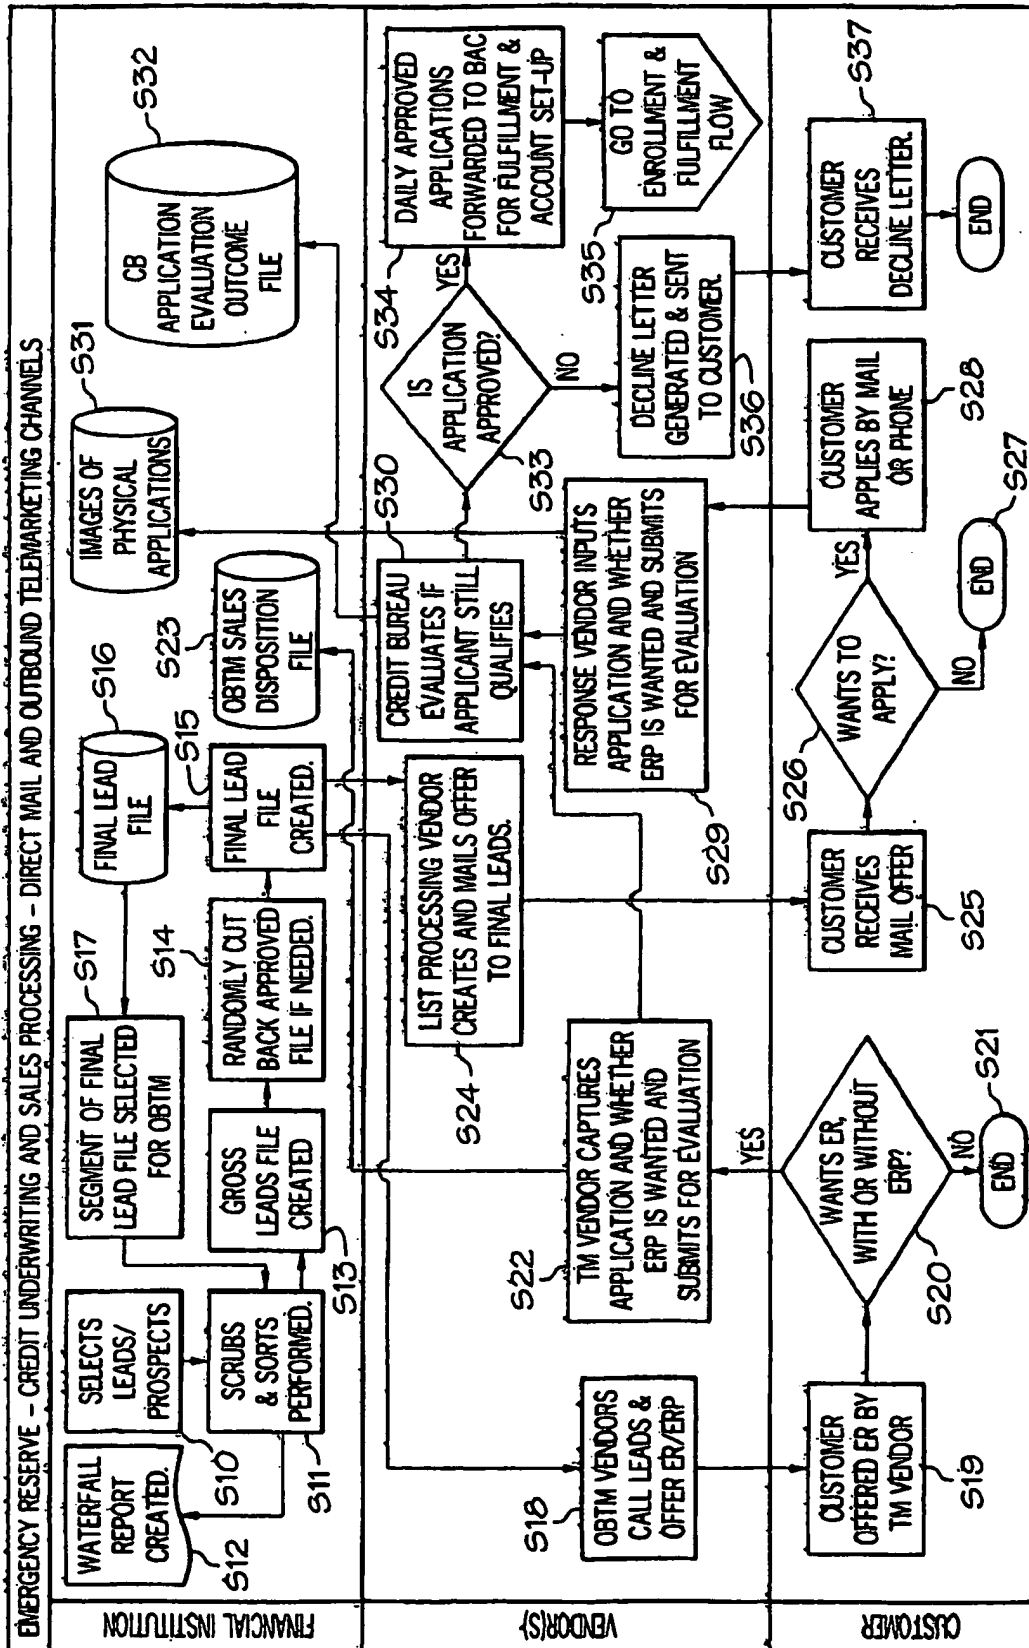 EMERGENCY RESERVE – CREDIT UNDERWRITING AND SALES PROCESSING – DIRECT MAIL AND OUTBOUND TELEMARKETING CHANNELS
FINANCIAL INSTITUTION
WATERFALL
REPORT
CREATED.
S12
SELECTS
LEADS/
PROSPECTS
S10
SCRUBS
& SORTS
PERFORMED.
S11
SEGMENT OF FINAL
LEAD FILE SELECTED
FOR OBTM
S17
GROSS
LEADS FILE
CREATED
S13
RANDOMLY CUT
BACK APPROVED
FILE IF NEEDED.
S14
FINAL LEAD
FILE
S16
FINAL LEAD
FILE
CREATED.
S15
OBTM SALES
DISPOSITION
FILE
S23
IMAGES OF
PHYSICAL
APPLICATIONS
S31
CB
APPLICATION
EVALUATION
OUTCOME
FILE
S32
VENDOR(S)
OBTM VENDORS
CALL LEADS &
OFFER ER/ERP
S18
TM VENDOR CAPTURES
APPLICATION AND WHETHER
ERP IS WANTED AND
SUBMITS FOR EVALUATION
S22
LIST PROCESSING VENDOR
CREATES AND MAILS OFFER
TO FINAL LEADS.
S24
CREDIT BUREAU
EVALUATES IF
APPLICANT STILL
QUALIFIES
S30
RESPONSE VENDOR INPUTS
APPLICATION AND WHETHER
ERP IS WANTED AND SUBMITS
FOR EVALUATION
S29
IS
APPLICATION
APPROVED?
S33
YES
NO
DAILY APPROVED
APPLICATIONS
FORWARDED TO BAC
FOR FULFILLMENT &
ACCOUNT SET-UP
S34
GO TO
ENROLLMENT &
FULFILLMENT
FLOW
S35
DECLINE LETTER
GENERATED & SENT
TO CUSTOMER.
S36
CUSTOMER
CUSTOMER
OFFERED ER BY
TM VENDOR
S19
WANTS ER,
WITH OR WITHOUT
ERP?
S20
YES
NO
END
S21
CUSTOMER
RECEIVES
MAIL OFFER
S25
WANTS TO
APPLY?
S26
YES
NO
END
S27
CUSTOMER
APPLIES BY MAIL
OR PHONE
S28
CUSTOMER
RECEIVES
DECLINE LETTER.
S37
END